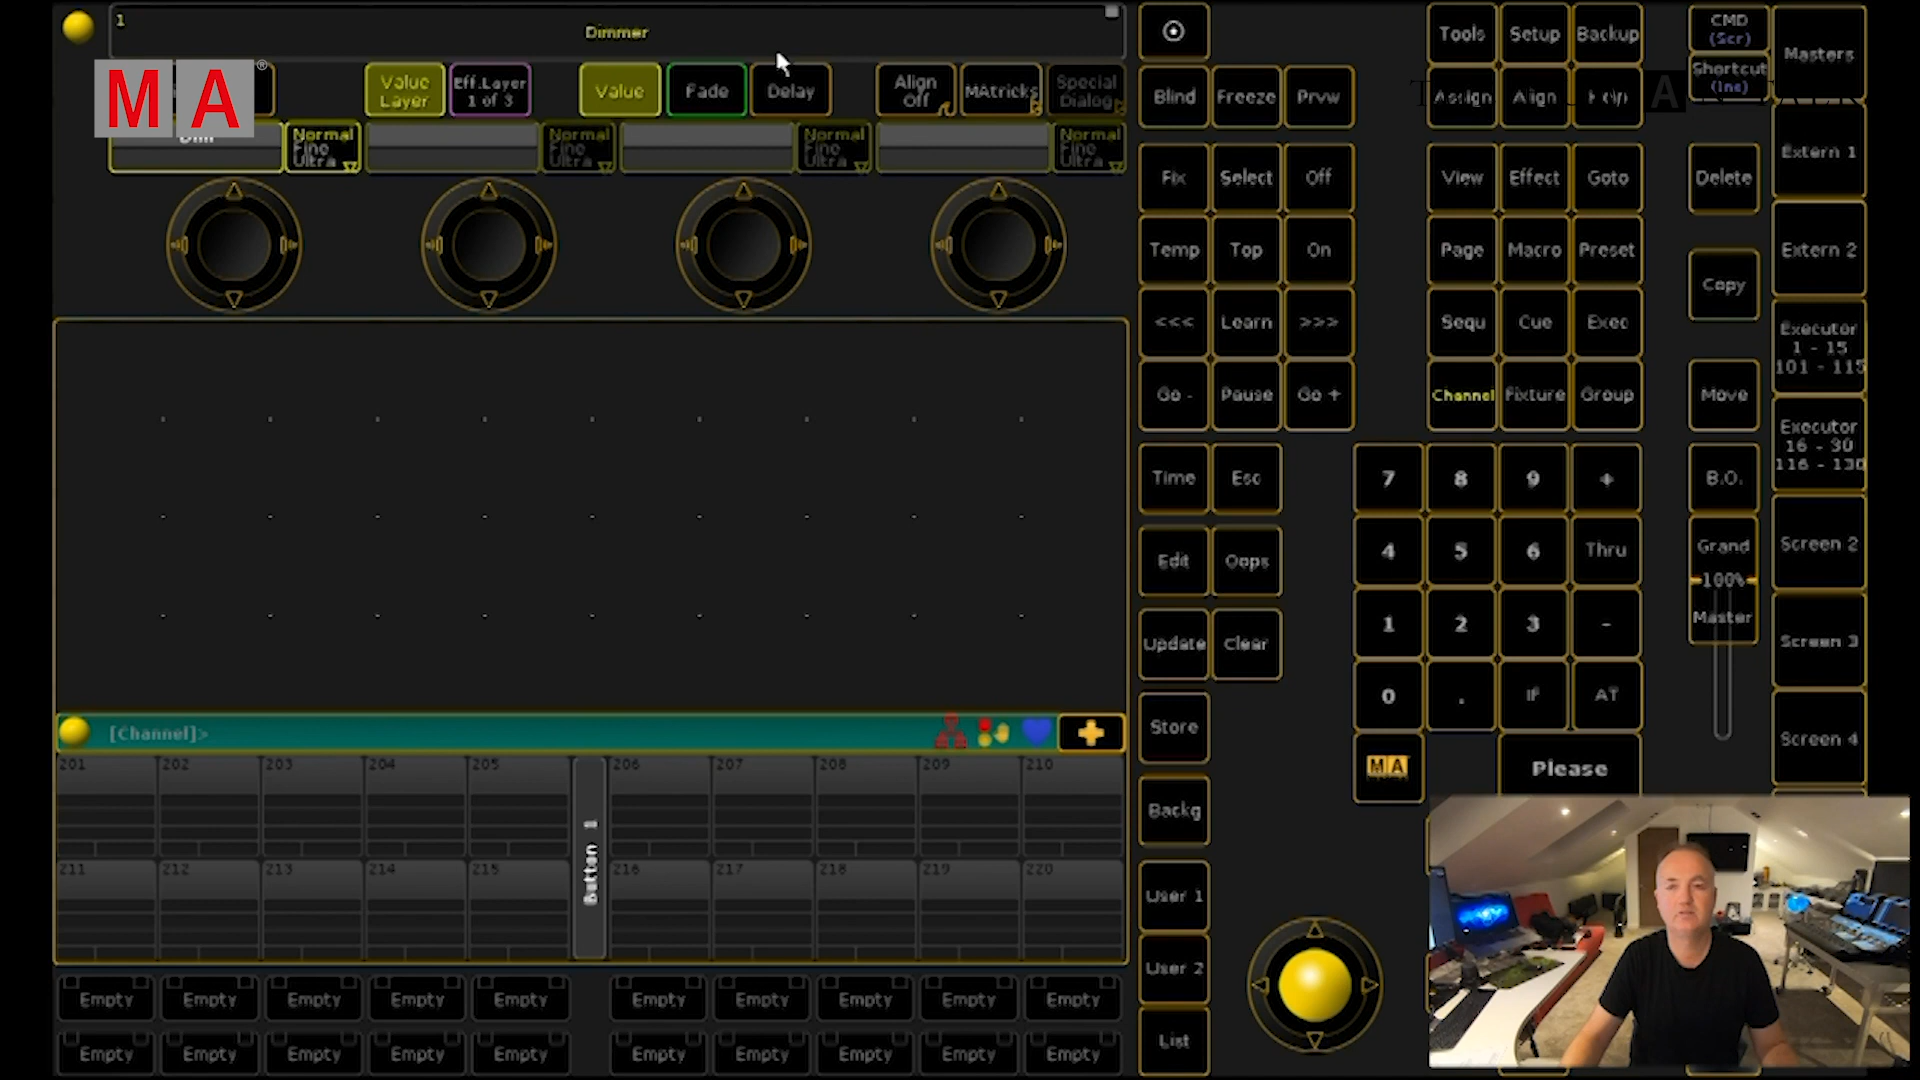 1
Dimmer
MA®
Value
Layer
Eff.Layer
1 of 3
Value
Fade
Delay
Align
Off
MAtricks
Special
Dialog
Normal
Fine
Ultra
Normal
Fine
Ultra
Normal
Fine
Ultra
Normal
Fine
Ultra
[Channel]>
201 202 203 204 205 206 207 208 209 210
Button 1
211 212 213 214 215 216 217 218 219 220
Empty Empty Empty Empty Empty Empty Empty Empty Empty Empty
Empty Empty Empty Empty Empty Empty Empty Empty Empty Empty
Tools Setup Backup
Blind Freeze Prvw Assign Align
Fix Select Off View Effect Goto
Temp Top On Page Macro Preset
<<< Learn >>> Sequ Cue Exec
Go - Pause Go + Channel Fixture Group
Time Esc 7 8 9 +
Edit Oops 4 5 6 Thru
Update Clear 1 2 3 -
Store 0 . If AT
MA Please
Backg
User 1
User 2
List
CMD
(Scr)
Shortcut
(Ins)
Delete
Copy
Move
B.O.
Grand
100%
Master
Masters
Extern 1
Extern 2
Executor
1 - 15
101 - 115
Executor
16 - 30
116 - 130
Screen 2
Screen 3
Screen 4